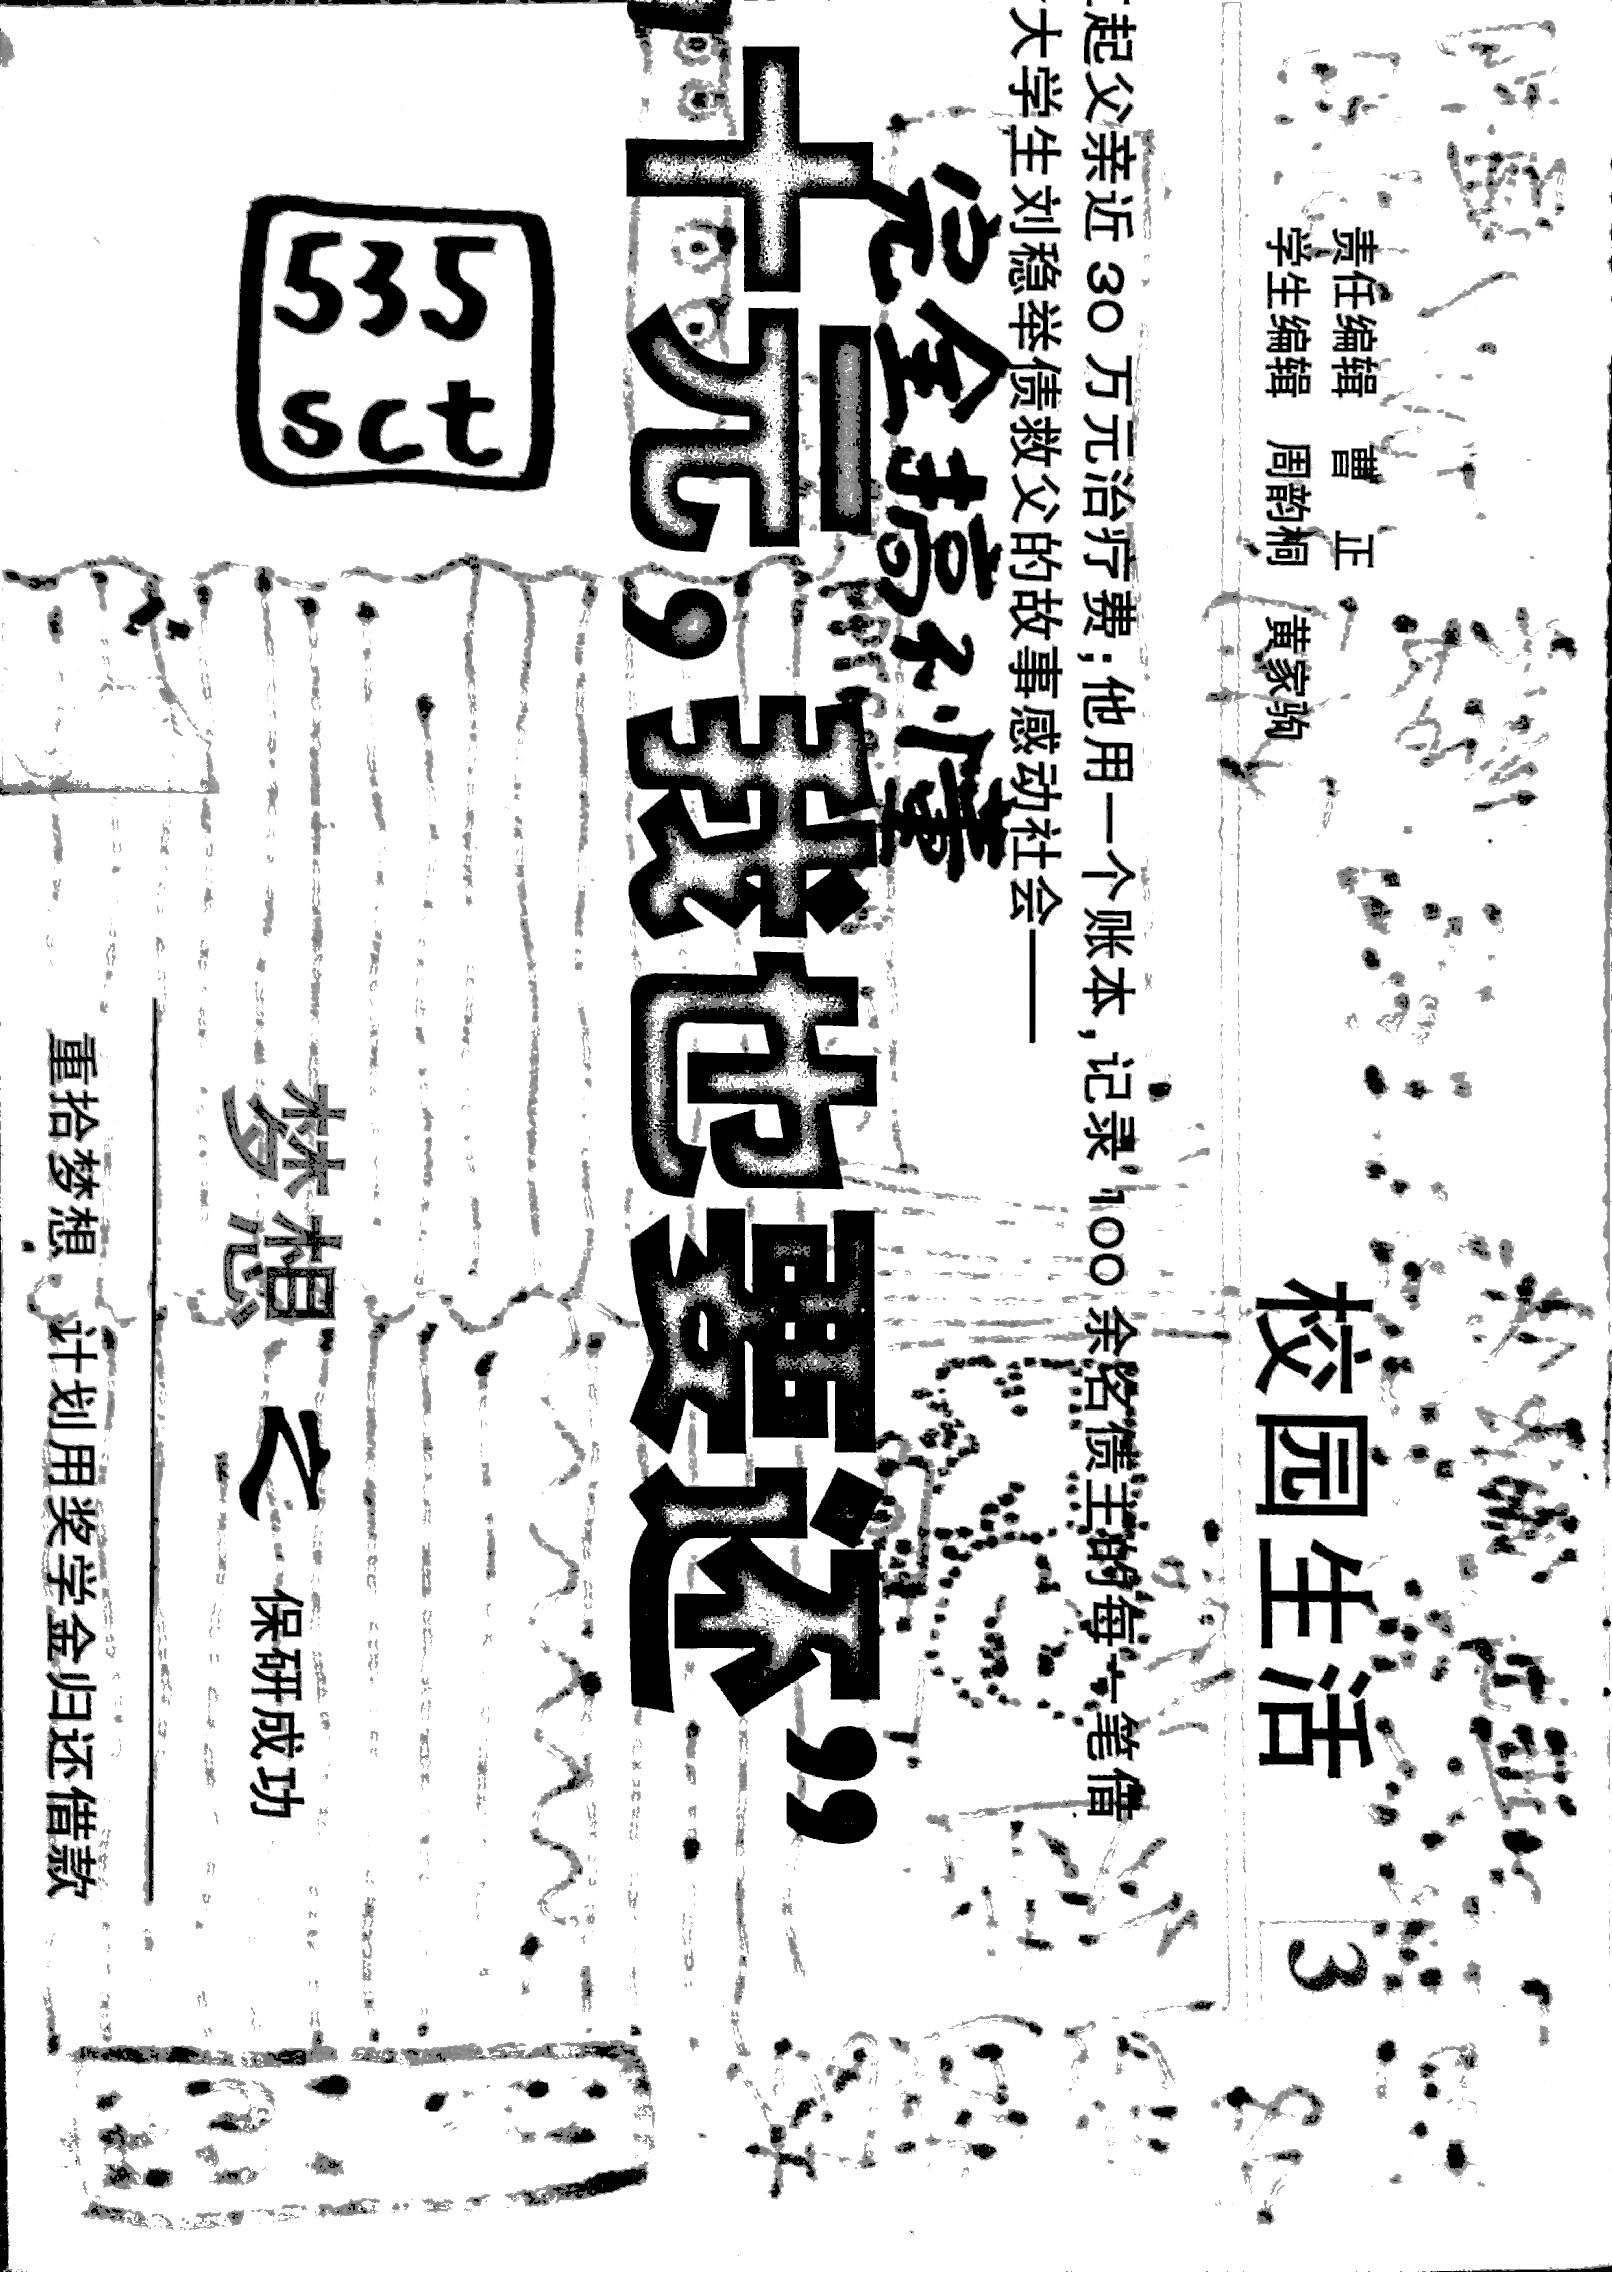 校园生活 3
责任编辑 曹 正
学生编辑 周韵桐 黄家驹
起父亲近 30 万元治疗费;他用一个账本,记录 100 余名债主的每一笔借
大学生刘稳举债救父的故事感动社会——
完全搞不懂
十元,我也要还”
535
sct
梦想 之 保研成功
重拾梦想 计划用奖学金归还借款